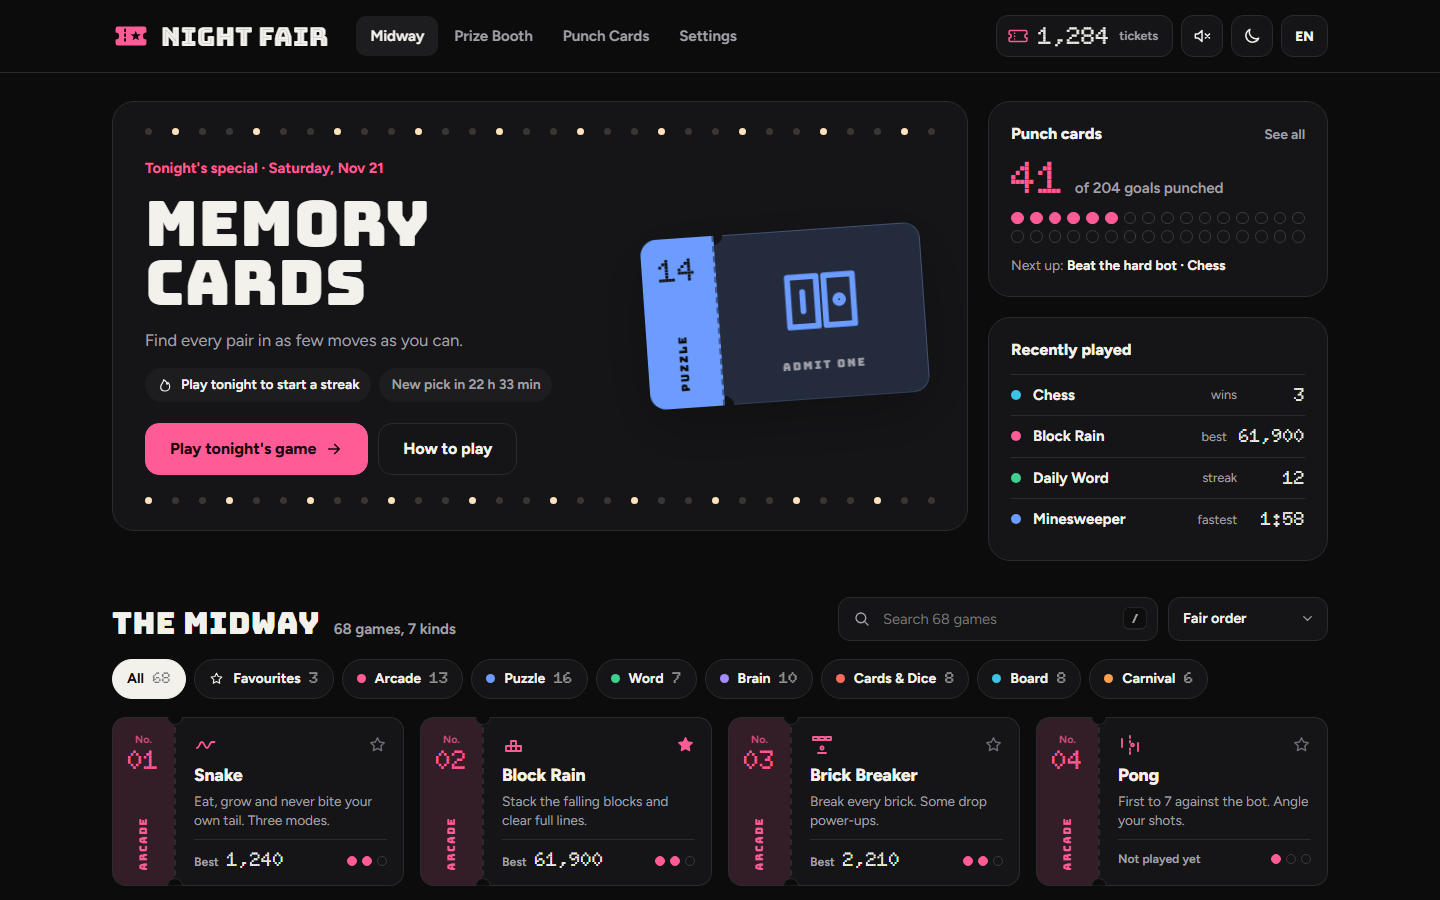 NIGHT FAIR
Midway
Prize Booth
Punch Cards
Settings
1,284 tickets
EN
Tonight's special · Saturday, Nov 21
MEMORY
CARDS
Find every pair in as few moves as you can.
Play tonight to start a streak
New pick in 22 h 33 min
Play tonight's game →
How to play
14
PUZZLE
ADMIT ONE
Punch cards
See all
41 of 204 goals punched
Next up: Beat the hard bot · Chess
Recently played
Chess wins 3
Block Rain best 61,900
Daily Word streak 12
Minesweeper fastest 1:58
THE MIDWAY
68 games, 7 kinds
Search 68 games /
Fair order
All 68
Favourites 3
Arcade 13
Puzzle 16
Word 7
Brain 10
Cards & Dice 8
Board 8
Carnival 6
No.
01
ARCADE
Snake
Eat, grow and never bite your
own tail. Three modes.
Best 1,240
No.
02
ARCADE
Block Rain
Stack the falling blocks and
clear full lines.
Best 61,900
No.
03
ARCADE
Brick Breaker
Break every brick. Some drop
power-ups.
Best 2,210
No.
04
ARCADE
Pong
First to 7 against the bot. Angle
your shots.
Not played yet